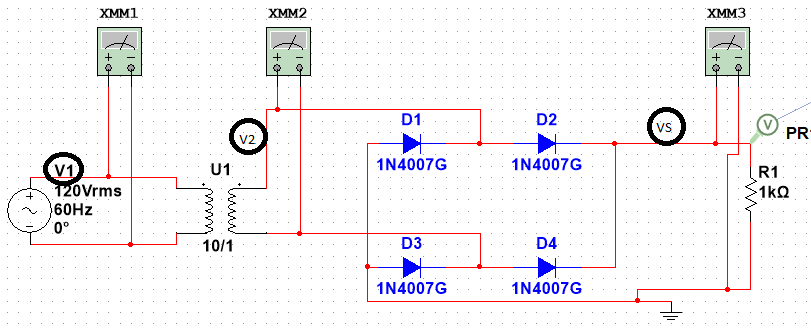 XMM1
XMM2
XMM3
V1
120Vrms
60Hz
0°
V2
U1
10/1
D1
1N4007G
D2
1N4007G
D3
1N4007G
D4
1N4007G
VS
V
PR
R1
1kΩ